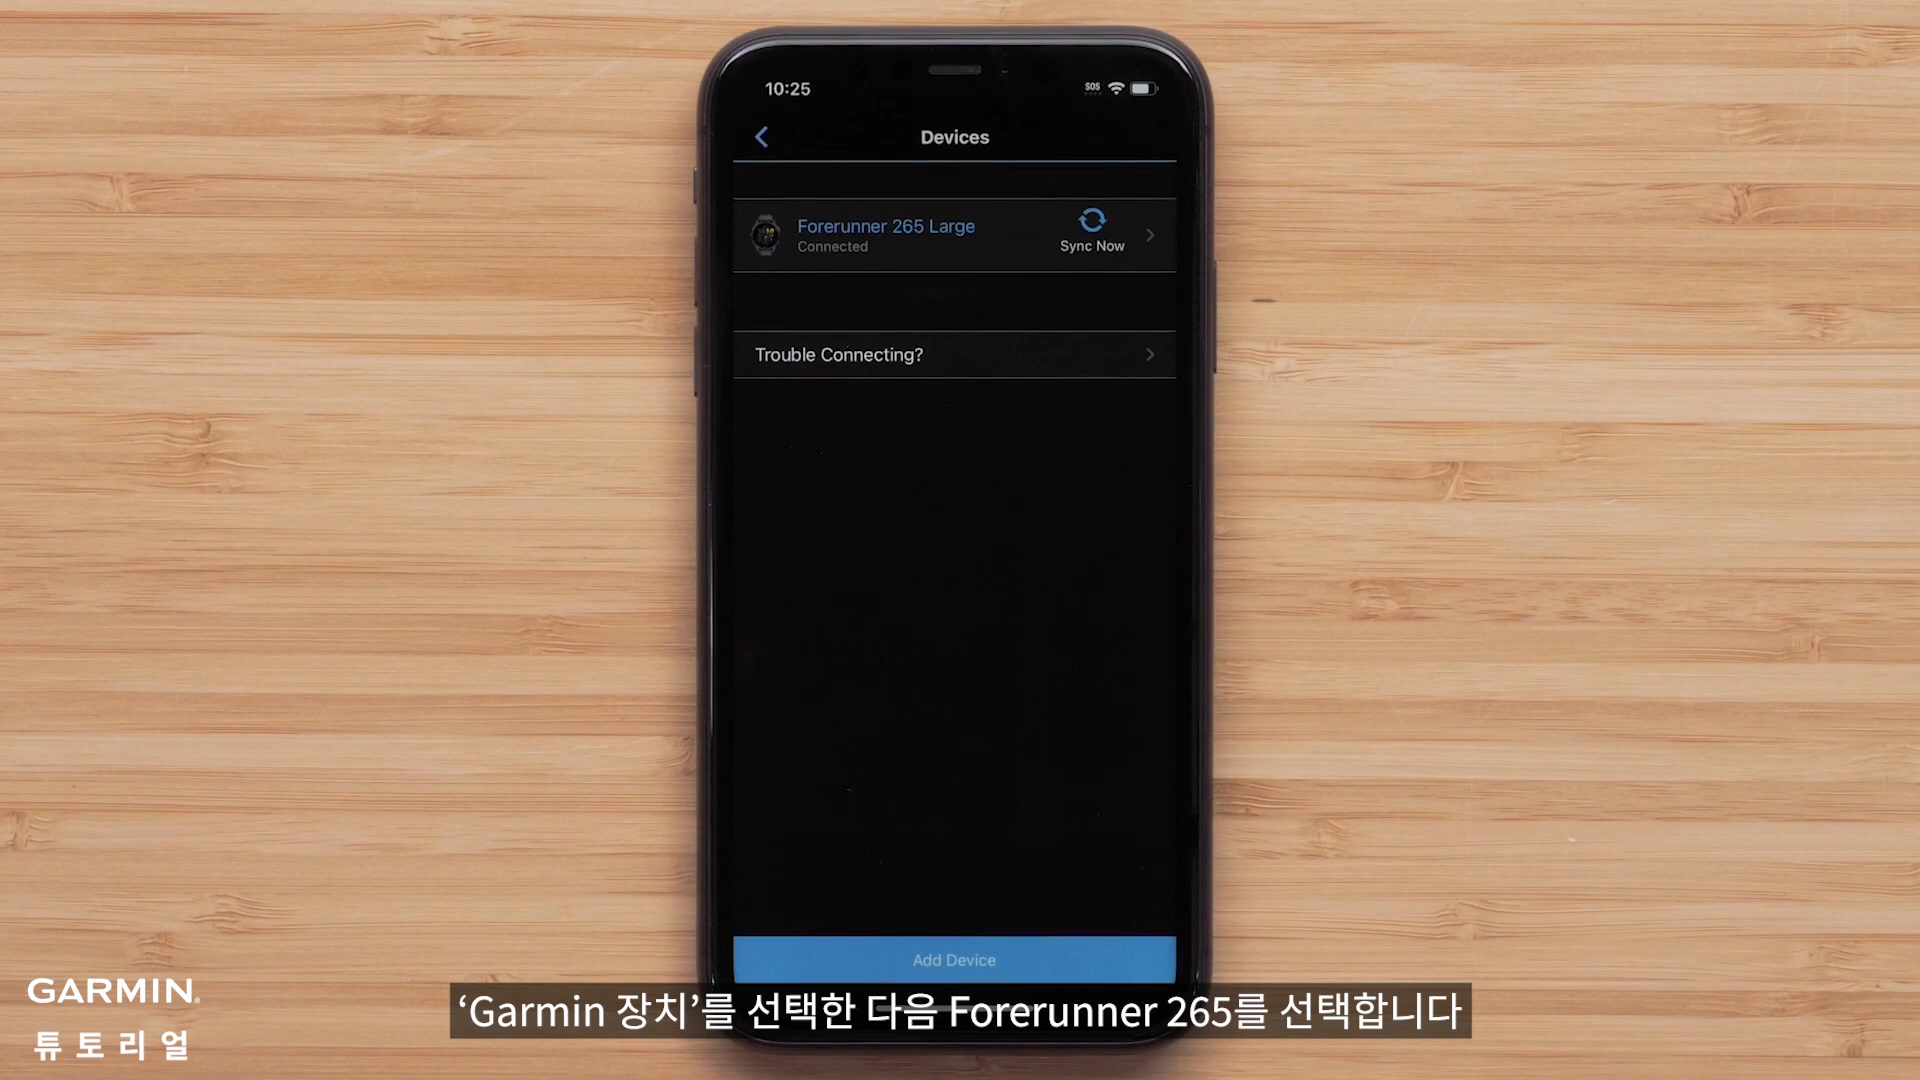 10:25
SOS
Devices
Forerunner 265 Large
Connected
Sync Now
Trouble Connecting?
Add Device
GARMIN®
튜토리얼
‘Garmin 장치’를 선택한 다음 Forerunner 265를 선택합니다